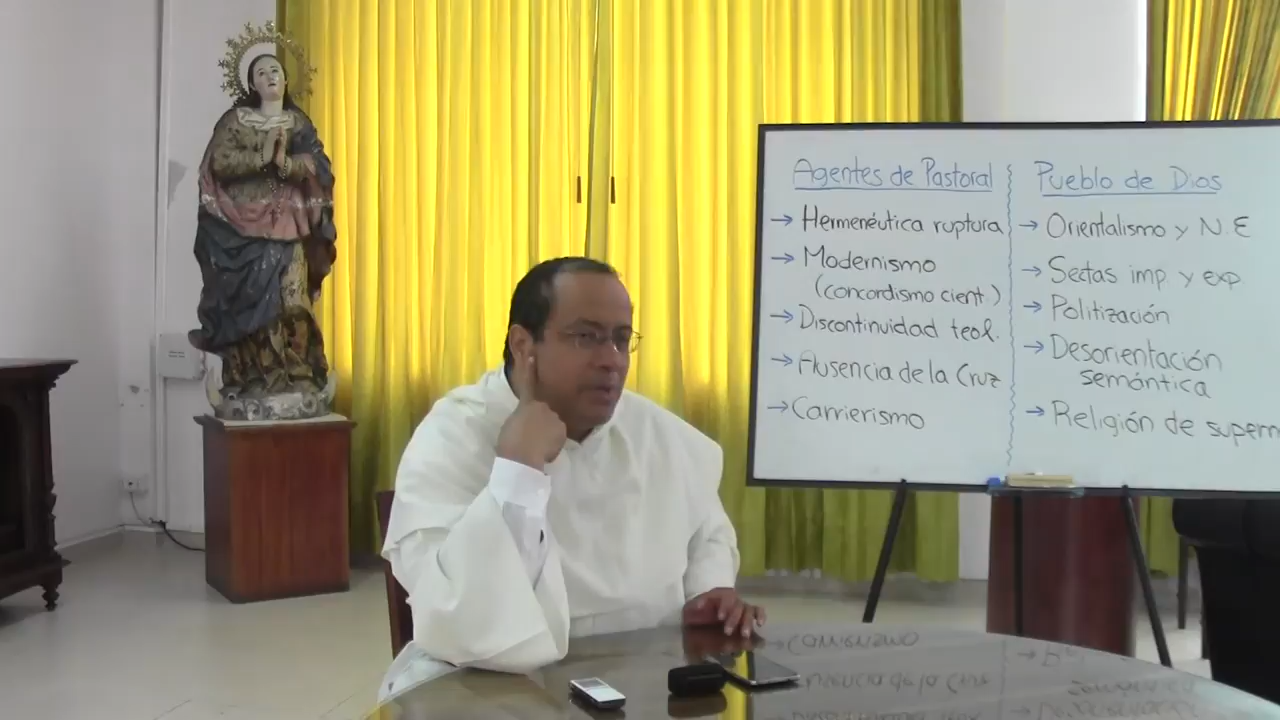 Agentes de Pastoral
→ Hermenéutica ruptura
→ Modernismo
(concordismo cient.)
→ Discontinuidad teol.
→ Ausencia de la Cruz
→ Carrierismo
Pueblo de Dios
→ Orientalismo y N.E
→ Sectas imp. y exp
→ Politización
→ Desorientación
semántica
→ Religión de